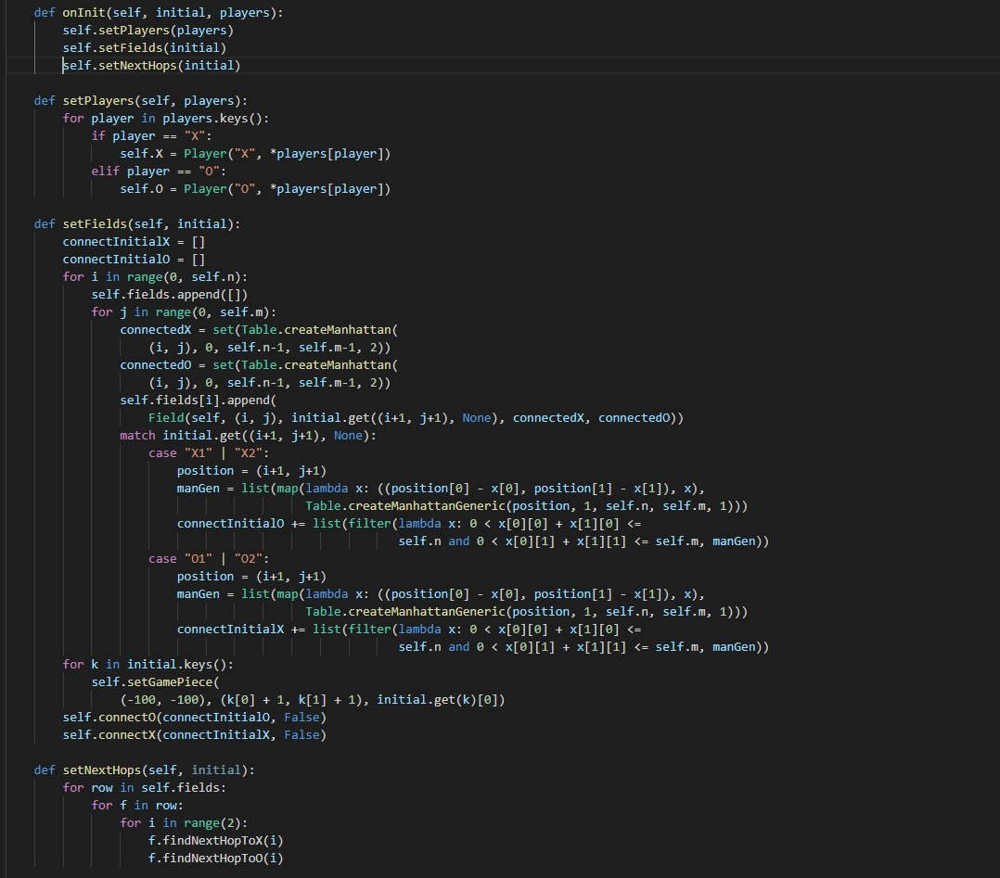 def onInit(self, initial, players):
    self.setPlayers(players)
    self.setFields(initial)
    self.setNextHops(initial)

def setPlayers(self, players):
    for player in players.keys():
        if player == "X":
            self.X = Player("X", *players[player])
        elif player == "O":
            self.O = Player("O", *players[player])

def setFields(self, initial):
    connectInitialX = []
    connectInitialO = []
    for i in range(0, self.n):
        self.fields.append([])
        for j in range(0, self.m):
            connectedX = set(Table.createManhattan(
                (i, j), 0, self.n-1, self.m-1, 2))
            connectedO = set(Table.createManhattan(
                (i, j), 0, self.n-1, self.m-1, 2))
            self.fields[i].append(
                Field(self, (i, j), initial.get((i+1, j+1), None), connectedX, connectedO))
            match initial.get((i+1, j+1), None):
                case "X1" | "X2":
                    position = (i+1, j+1)
                    manGen = list(map(lambda x: ((position[0] - x[0], position[1] - x[1]), x),
                                      Table.createManhattanGeneric(position, 1, self.n, self.m, 1)))
                    connectInitialO += list(filter(lambda x: 0 < x[0][0] + x[1][0] <=
                                                   self.n and 0 < x[0][1] + x[1][1] <= self.m, manGen))
                case "O1" | "O2":
                    position = (i+1, j+1)
                    manGen = list(map(lambda x: ((position[0] - x[0], position[1] - x[1]), x),
                                      Table.createManhattanGeneric(position, 1, self.n, self.m, 1)))
                    connectInitialX += list(filter(lambda x: 0 < x[0][0] + x[1][0] <=
                                                   self.n and 0 < x[0][1] + x[1][1] <= self.m, manGen))
    for k in initial.keys():
        self.setGamePiece(
            (-100, -100), (k[0] + 1, k[1] + 1), initial.get(k)[0])
    self.connectO(connectInitialO, False)
    self.connectX(connectInitialX, False)

def setNextHops(self, initial):
    for row in self.fields:
        for f in row:
            for i in range(2):
                f.findNextHopToX(i)
                f.findNextHopToO(i)